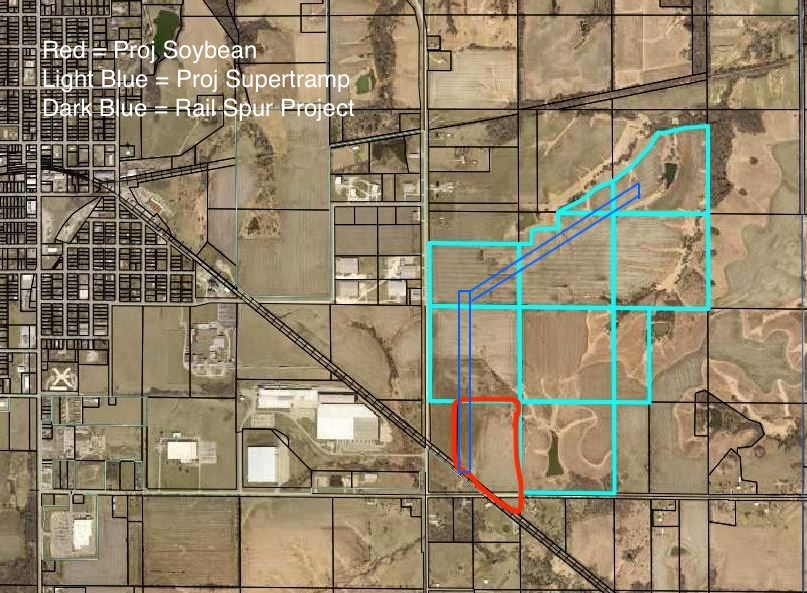 Red = Proj Soybean
Light Blue = Proj Supertramp
Dark Blue = Rail Spur Project